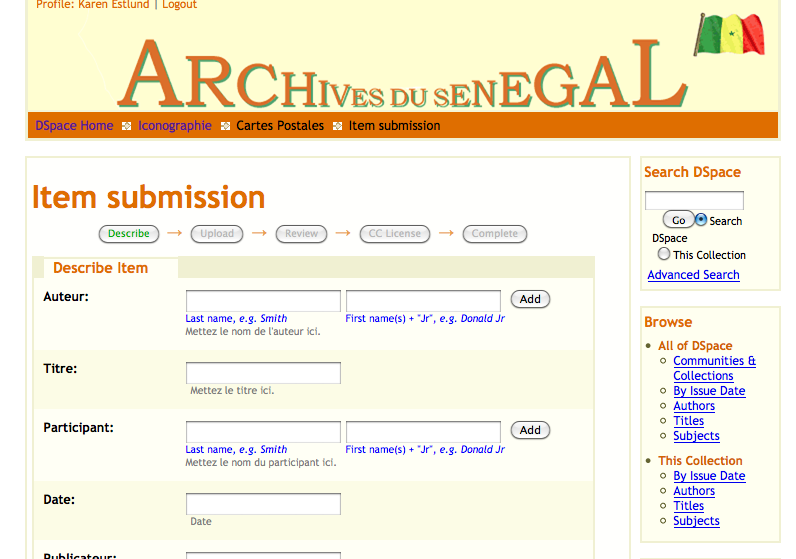 Profile: Karen Estlund | Logout
ARCHIVES DU SENEGAL
DSpace Home Iconographie Cartes Postales Item submission
Item submission
Describe → Upload → Review → CC License → Complete
Describe Item
Auteur:
Add
Last name, e.g. Smith First name(s) + "Jr", e.g. Donald Jr
Mettez le nom de l'auteur ici.
Titre:
Mettez le titre ici.
Participant:
Add
Last name, e.g. Smith First name(s) + "Jr", e.g. Donald Jr
Mettez le nom du participant ici.
Date:
Date
Publicateur:
Search DSpace
Go Search
DSpace
This Collection
Advanced Search
Browse
All of DSpace
Communities &
Collections
By Issue Date
Authors
Titles
Subjects
This Collection
By Issue Date
Authors
Titles
Subjects